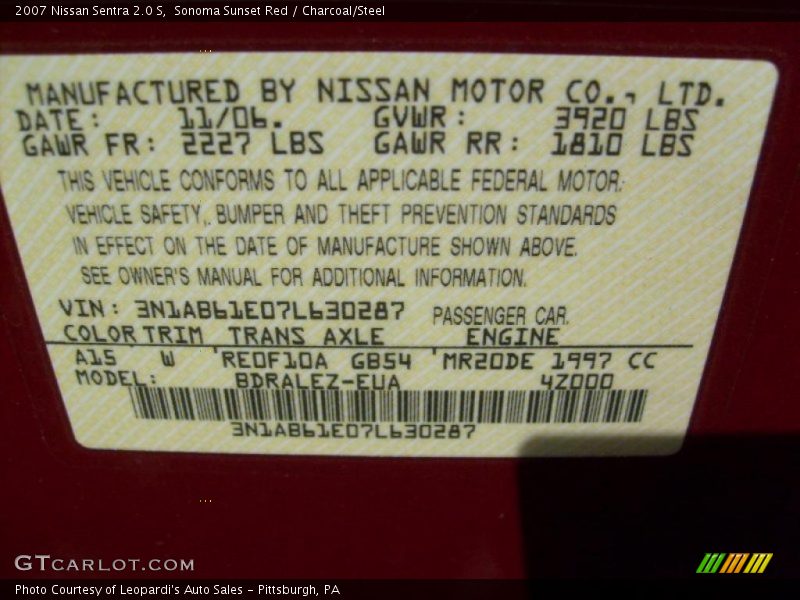 2007 Nissan Sentra 2.0 S,  Sonoma Sunset Red / Charcoal/Steel
MANUFACTURED BY NISSAN MOTOR CO., LTD.
DATE: 11/06. GVWR: 3920 LBS
GAWR FR: 2227 LBS GAWR RR: 1810 LBS
THIS VEHICLE CONFORMS TO ALL APPLICABLE FEDERAL MOTOR
VEHICLE SAFETY, BUMPER AND THEFT PREVENTION STANDARDS
IN EFFECT ON THE DATE OF MANUFACTURE SHOWN ABOVE.
SEE OWNER'S MANUAL FOR ADDITIONAL INFORMATION.
VIN: 3N1AB61E07L630287 PASSENGER CAR.
COLOR TRIM TRANS AXLE ENGINE
A15 W 'RE0F10A GB54 'MR20DE 1997 CC
MODEL: BDRALEZ-EUA 4Z000
3N1AB61E07L630287
GTCARLOT.COM
Photo Courtesy of Leopardi's Auto Sales - Pittsburgh, PA